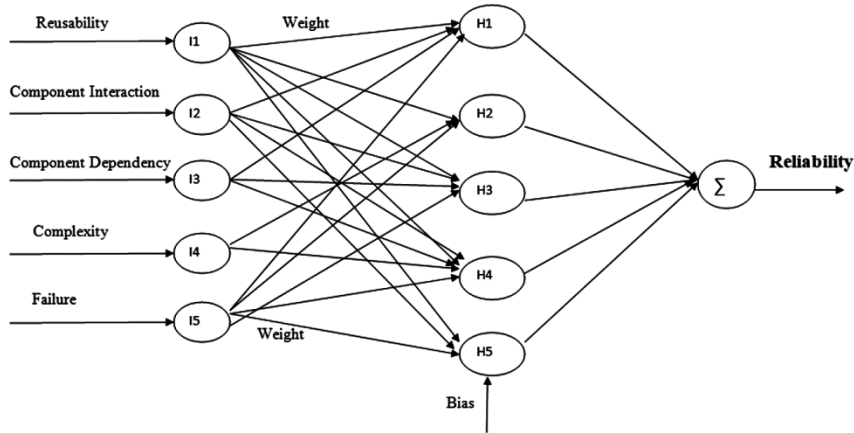 Reusability
Weight
I1
H1
Component Interaction
I2
H2
Component Dependency
I3
H3
Reliability
∑
Complexity
I4
H4
Failure
I5
Weight
H5
Bias